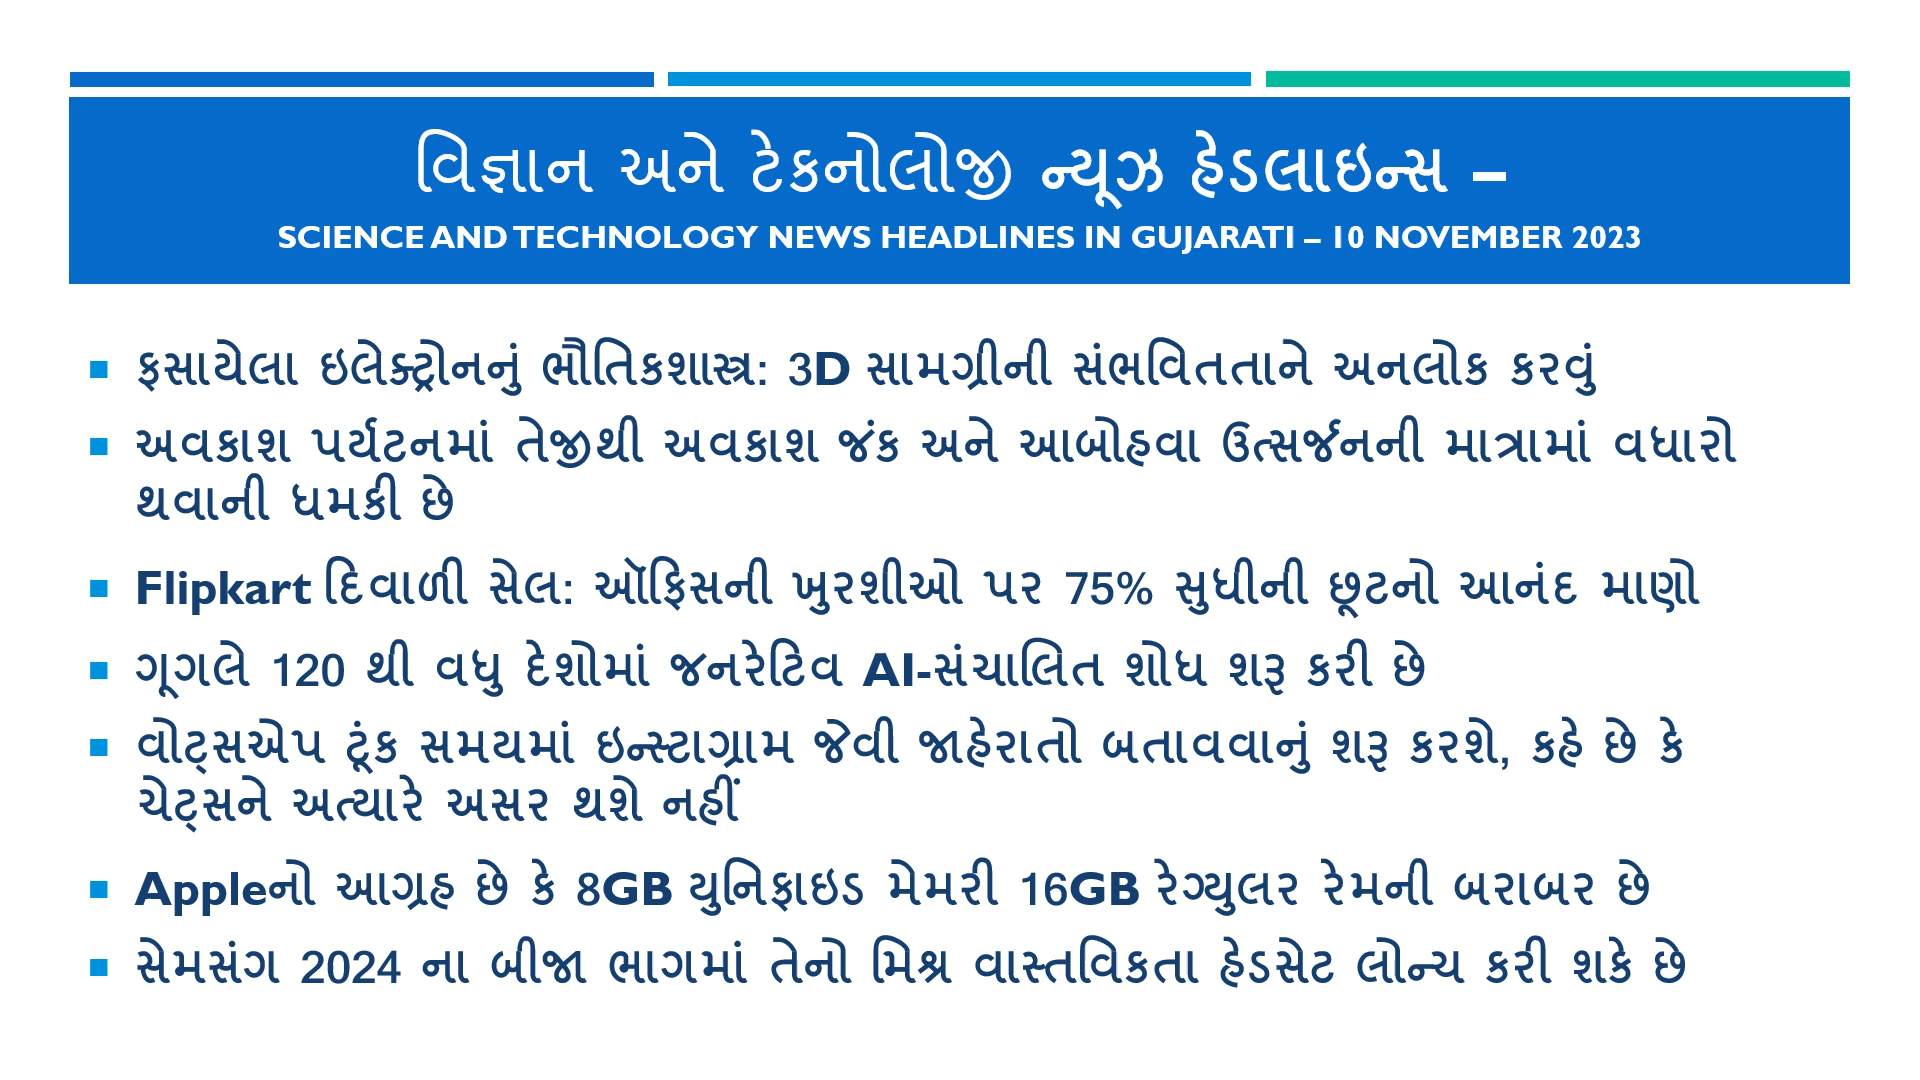 વિજ્ઞાન અને ટેકનોલોજી ન્યૂઝ હેડલાઇન્સ –
SCIENCE AND TECHNOLOGY NEWS HEADLINES IN GUJARATI – 10 NOVEMBER 2023
▪ ફસાયેલા ઇલેક્ટ્રોનનું ભૌતિકશાસ્ત્ર: 3D સામગ્રીની સંભવિતતાને અનલોક કરવું
▪ અવકાશ પર્યટનમાં તેજીથી અવકાશ જંક અને આબોહવા ઉત્સર્જનની માત્રામાં વધારો
થવાની ધમકી છે
▪ Flipkart દિવાળી સેલ: ઑફિસની ખુરશીઓ પર 75% સુધીની છૂટનો આનંદ માણો
▪ ગૂગલે 120 થી વધુ દેશોમાં જનરેટિવ AI-સંચાલિત શોધ શરૂ કરી છે
▪ વોટ્સએપ ટૂંક સમયમાં ઇન્સ્ટાગ્રામ જેવી જાહેરાતો બતાવવાનું શરૂ કરશે, કહે છે કે
ચેટ્સને અત્યારે અસર થશે નહીં
▪ Appleનો આગ્રહ છે કે 8GB યુનિફાઇડ મેમરી 16GB રેગ્યુલર રેમની બરાબર છે
▪ સેમસંગ 2024 ના બીજા ભાગમાં તેનો મિશ્ર વાસ્તવિકતા હેડસેટ લોન્ચ કરી શકે છે